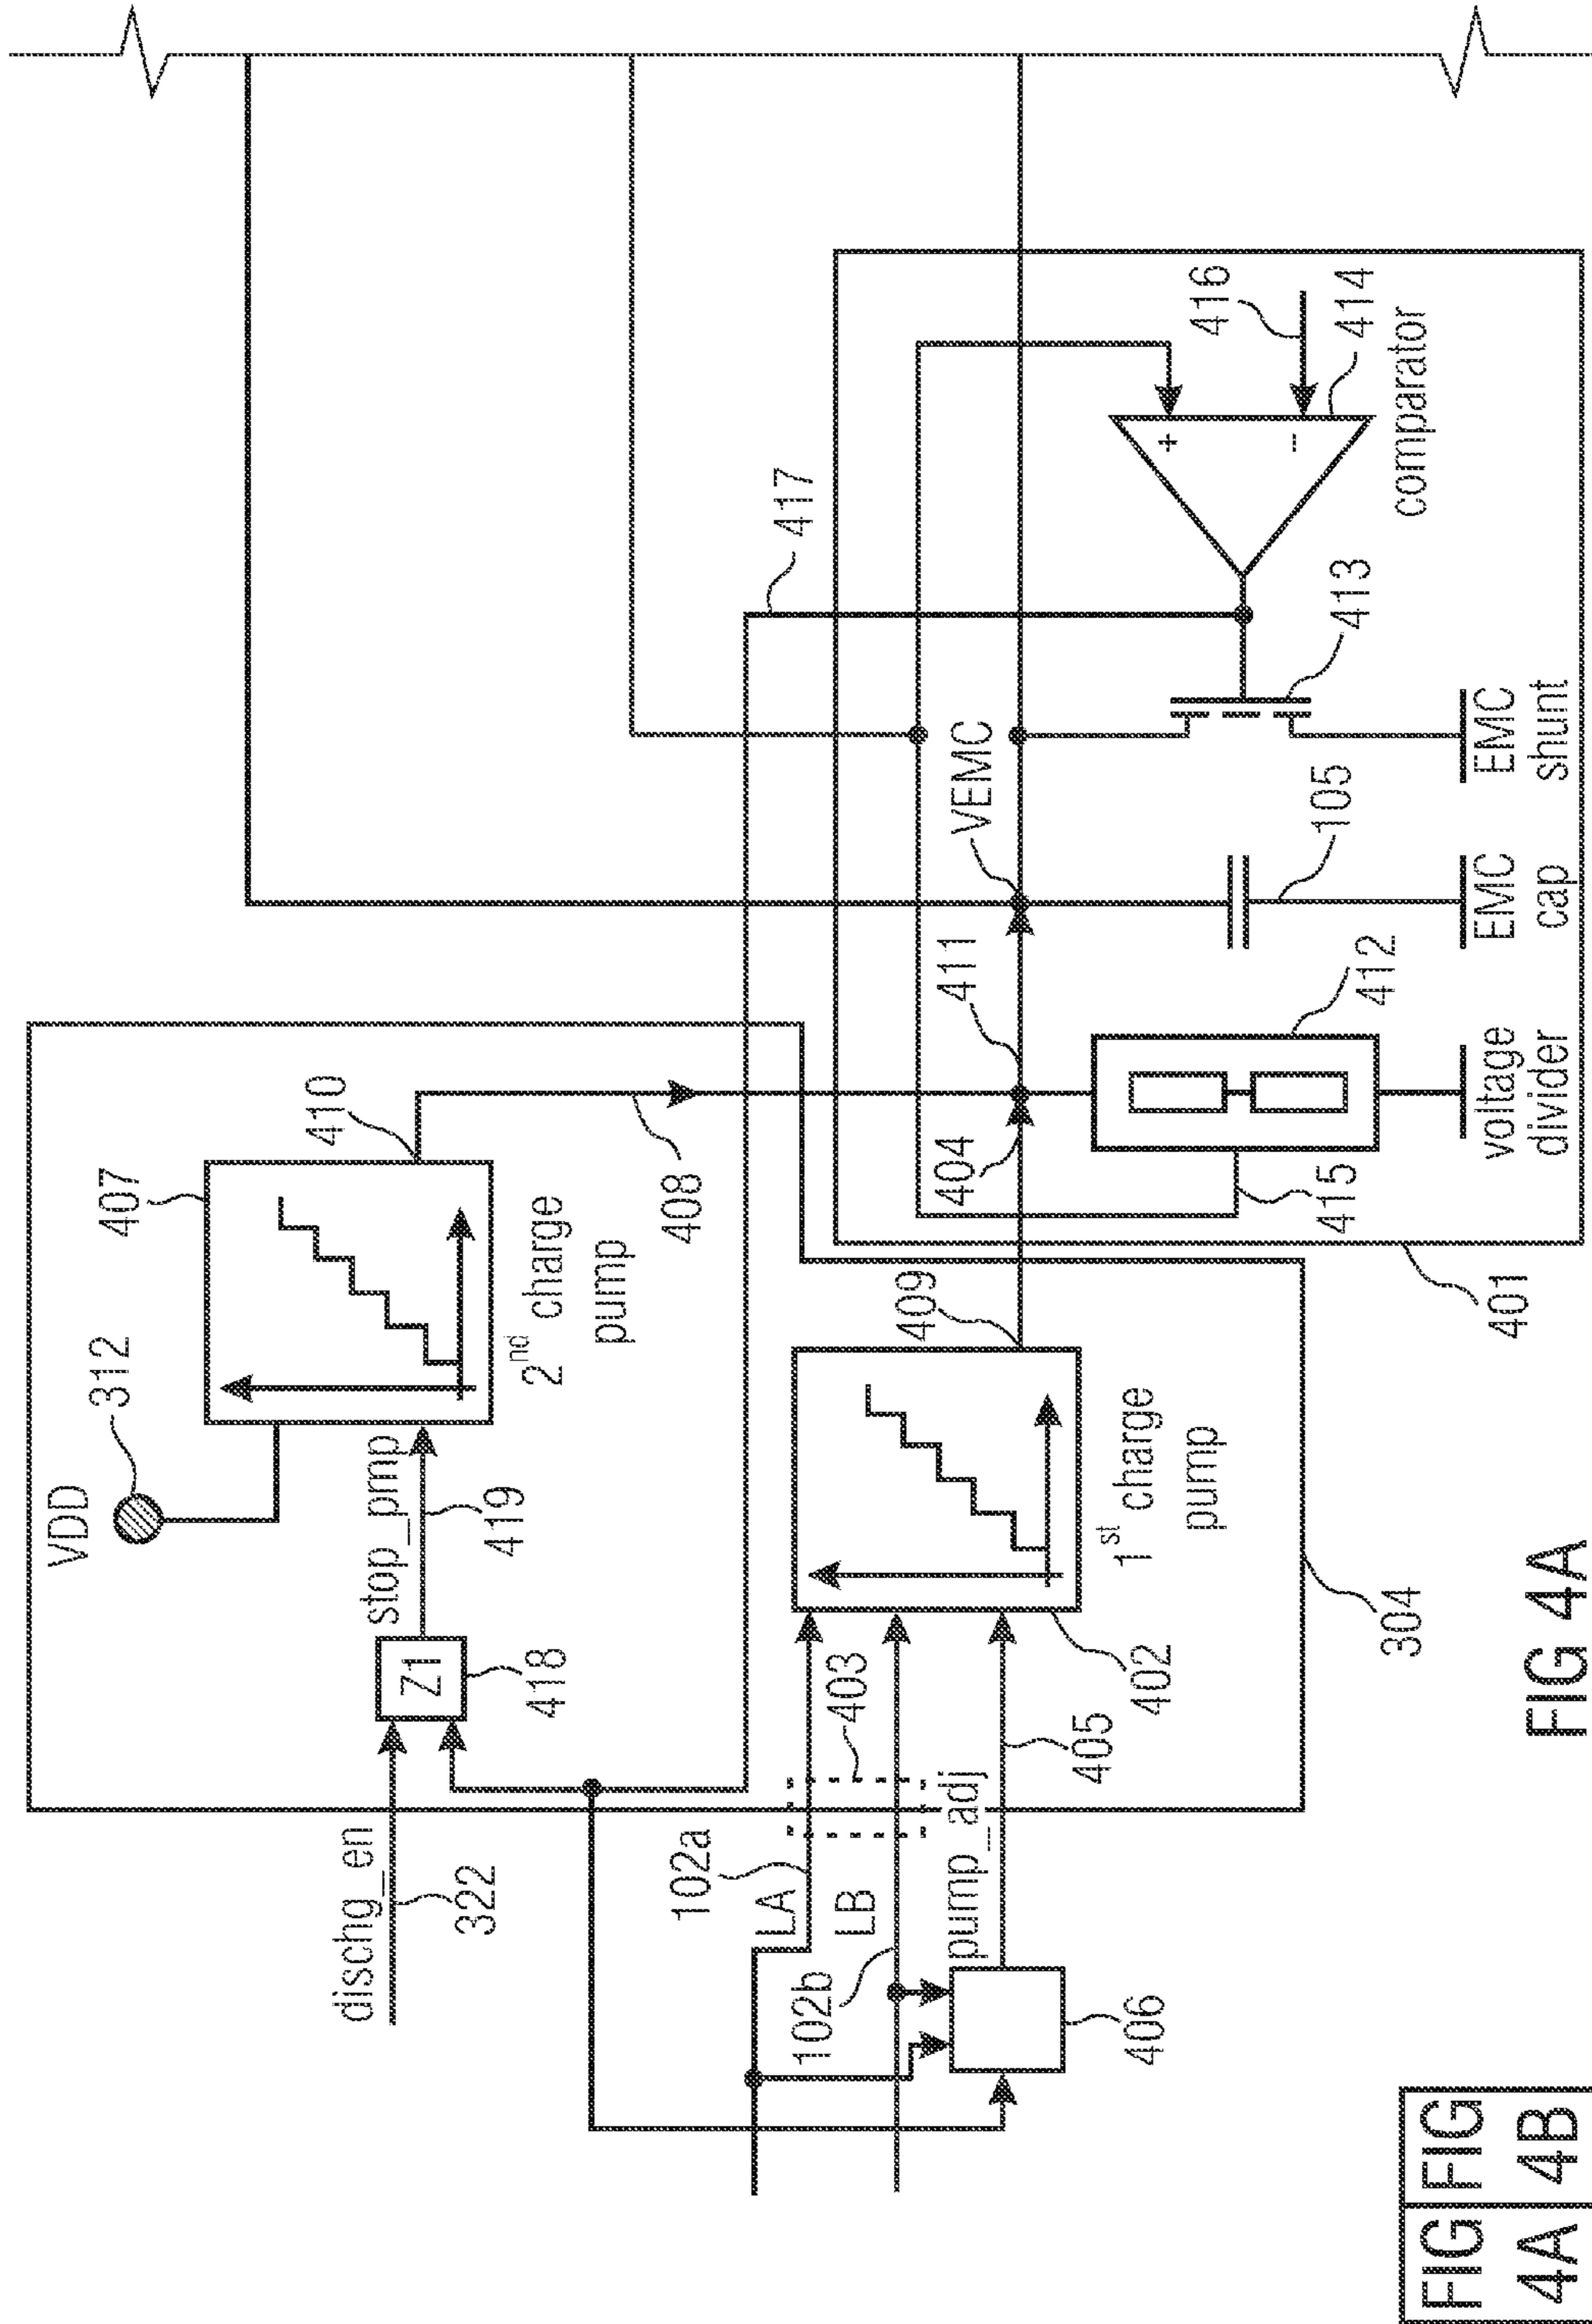 VDD
312
407
410
2nd charge
pump
dischg_en
322
Z1
418
stop_pmp
419
408
417
102a
LA
403
LB
102b
pump_adj
405
406
402
1st charge
pump
409
404
411
VEMC
416
+
–
414
comparator
413
415
412
105
voltage
divider
EMC
cap
EMC
shunt
304
401
FIG 4A
FIG
4A
FIG
4B